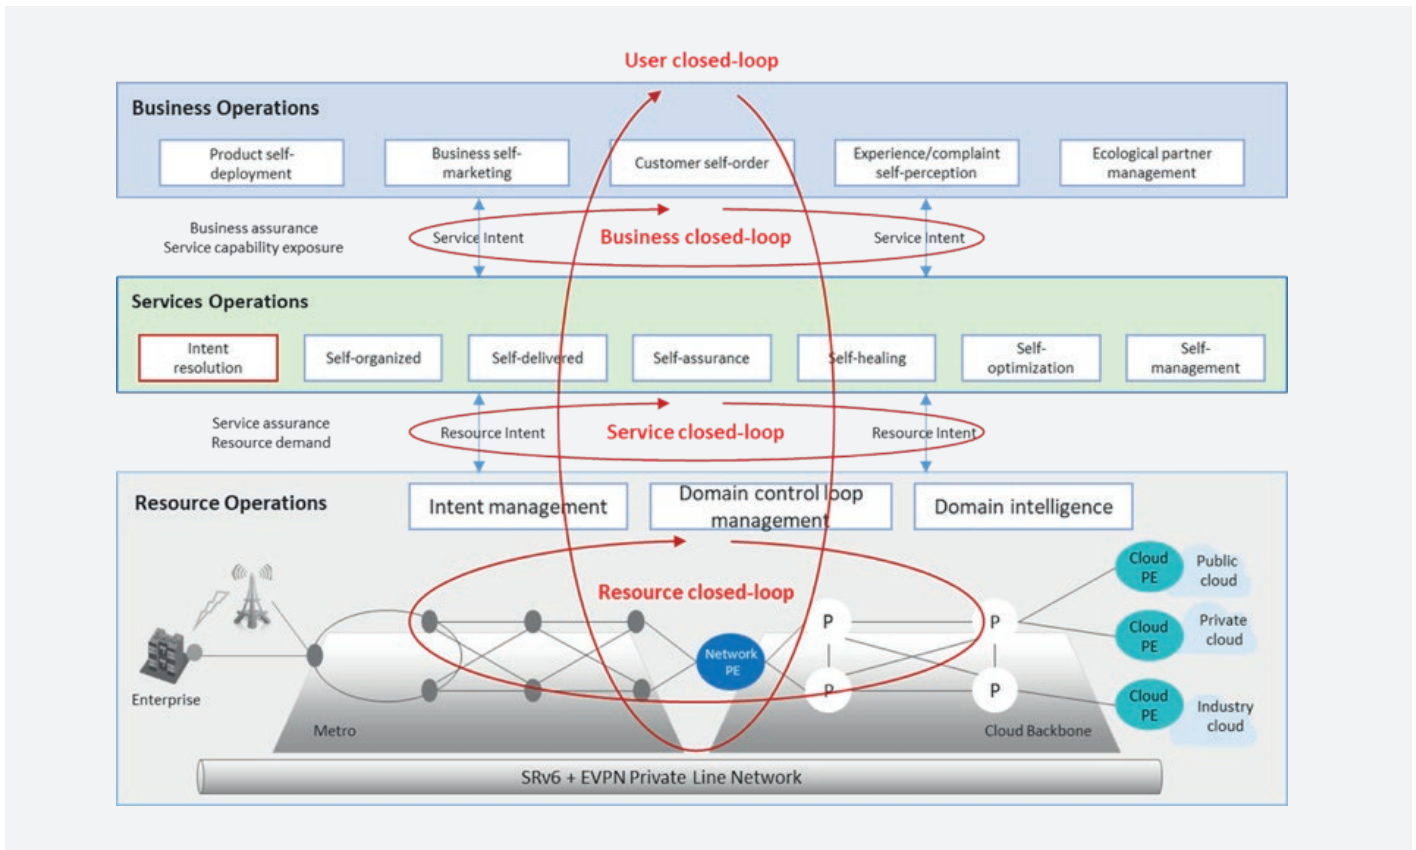 User closed-loop
Business Operations
Product self-
deployment
Business self-
marketing
Customer self-order
Experience/complaint
self-perception
Ecological partner
management
Business assurance
Service capability exposure
Service Intent
Business closed-loop
Service Intent
Services Operations
Intent
resolution
Self-organized
Self-delivered
Self-assurance
Self-healing
Self-
optimization
Self-
management
Service assurance
Resource demand
Resource Intent
Service closed-loop
Resource Intent
Resource Operations
Intent management
Domain control loop
management
Domain intelligence
Resource closed-loop
Enterprise
Metro
Network
PE
P
P
P
P
Cloud
PE
Public
cloud
Cloud
PE
Private
cloud
Cloud
PE
Industry
cloud
Cloud Backbone
SRv6 + EVPN Private Line Network